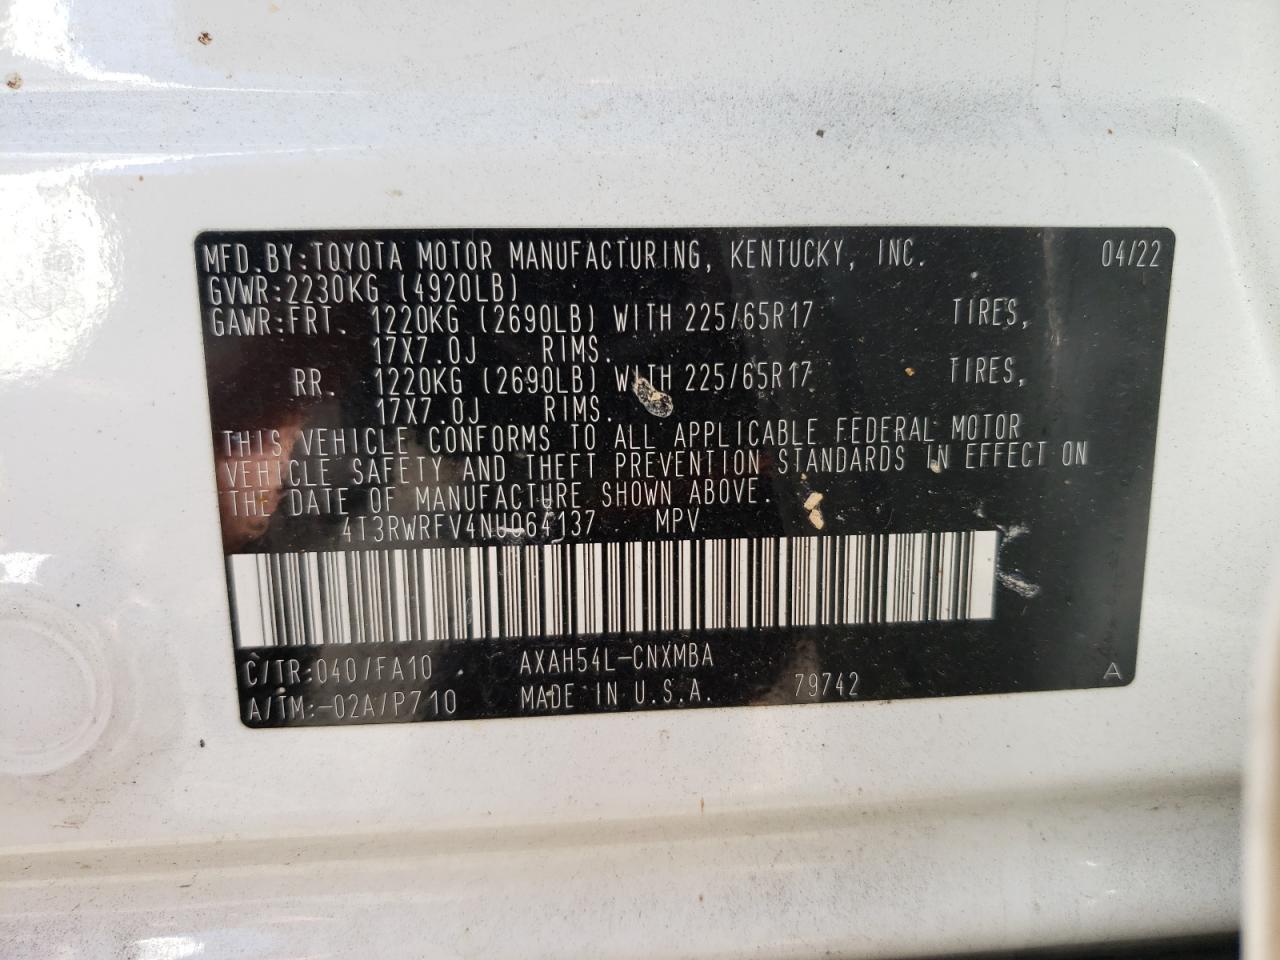 MFD.BY:TOYOTA MOTOR MANUFACTURING, KENTUCKY, INC. 04/22
GVWR:2230KG (4920LB)
GAWR:FRT. 1220KG (2690LB) WITH 225/65R17 TIRES,
17X7.0J RIMS.
RR. 1220KG (2690LB) WITH 225/65R17 TIRES,
17X7.0J RIMS.
THIS VEHICLE CONFORMS TO ALL APPLICABLE FEDERAL MOTOR
VEHICLE SAFETY AND THEFT PREVENTION STANDARDS IN EFFECT ON
THE DATE OF MANUFACTURE SHOWN ABOVE.
4T3RWRFV4NU064137 MPV
C/TR:040/FA10 AXAH54L-CNXMBA
A/TM:-02A/P710 MADE IN U.S.A. 79742 A